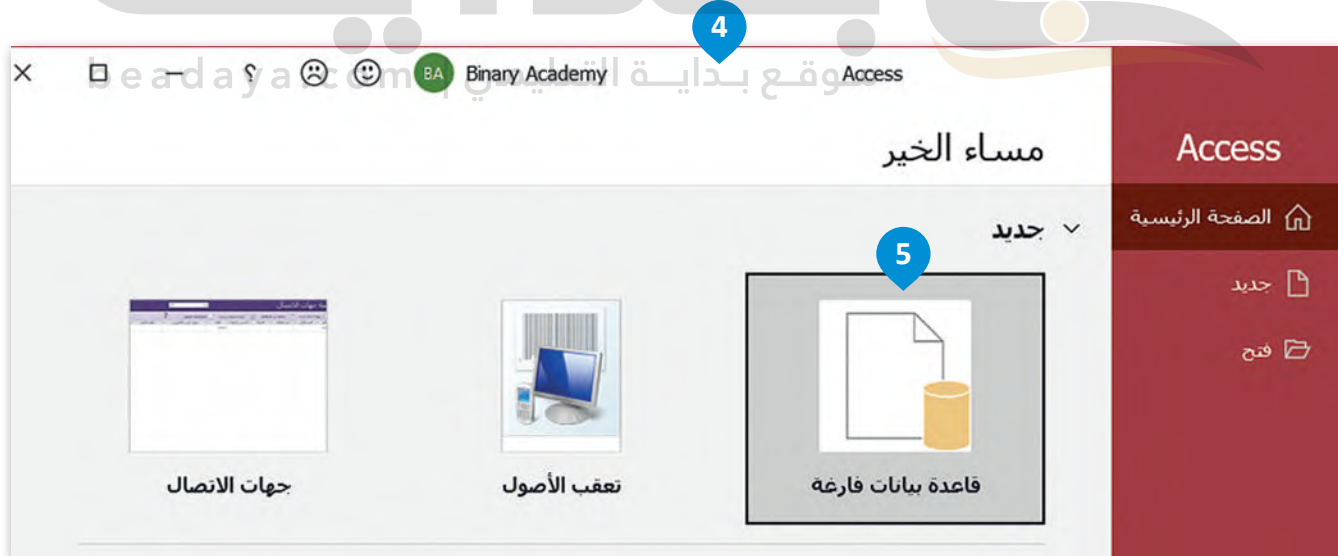 4
Access
Binary Academy
BA
موقع بداية التعليمي | beadaya.com
Access
مساء الخير
الصفحة الرئيسية
جديد
فتح
جديد
5
قاعدة بيانات فارغة
تعقب الأصول
جهات الاتصال